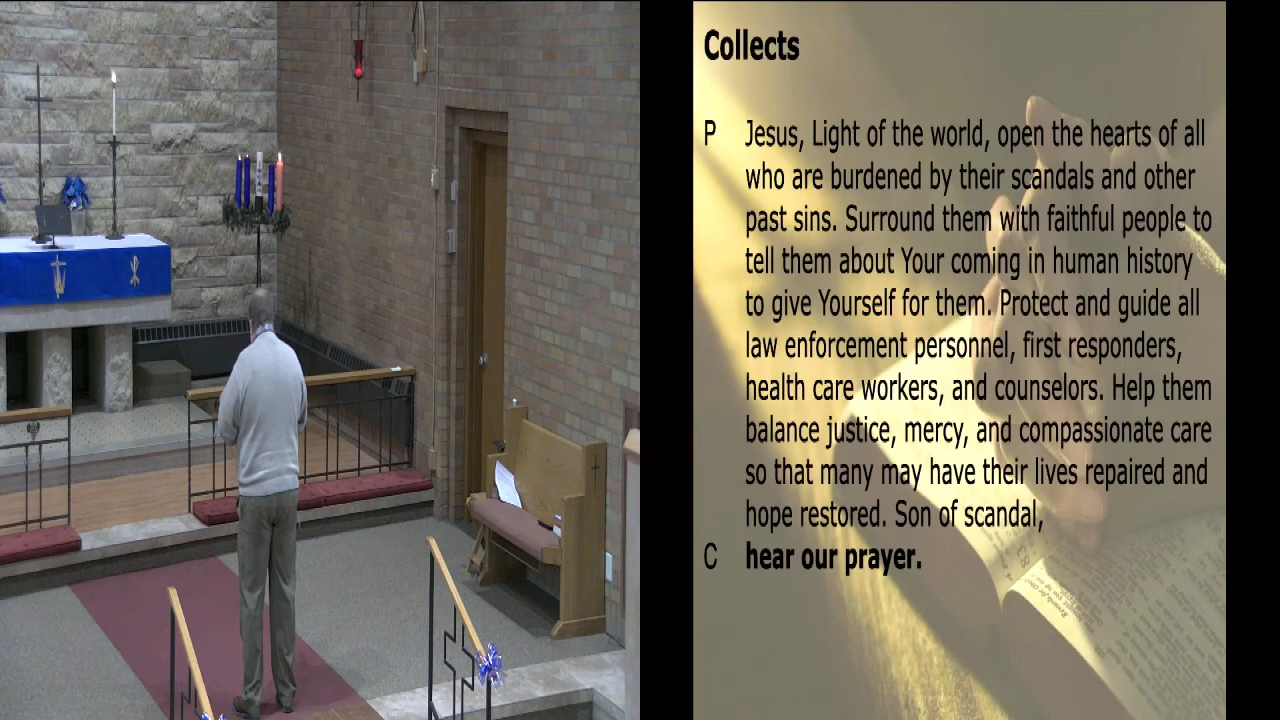 Collects
P Jesus, Light of the world, open the hearts of all
who are burdened by their scandals and other
past sins. Surround them with faithful people to
tell them about Your coming in human history
to give Yourself for them. Protect and guide all
law enforcement personnel, first responders,
health care workers, and counselors. Help them
balance justice, mercy, and compassionate care
so that many may have their lives repaired and
hope restored. Son of scandal,
C hear our prayer.